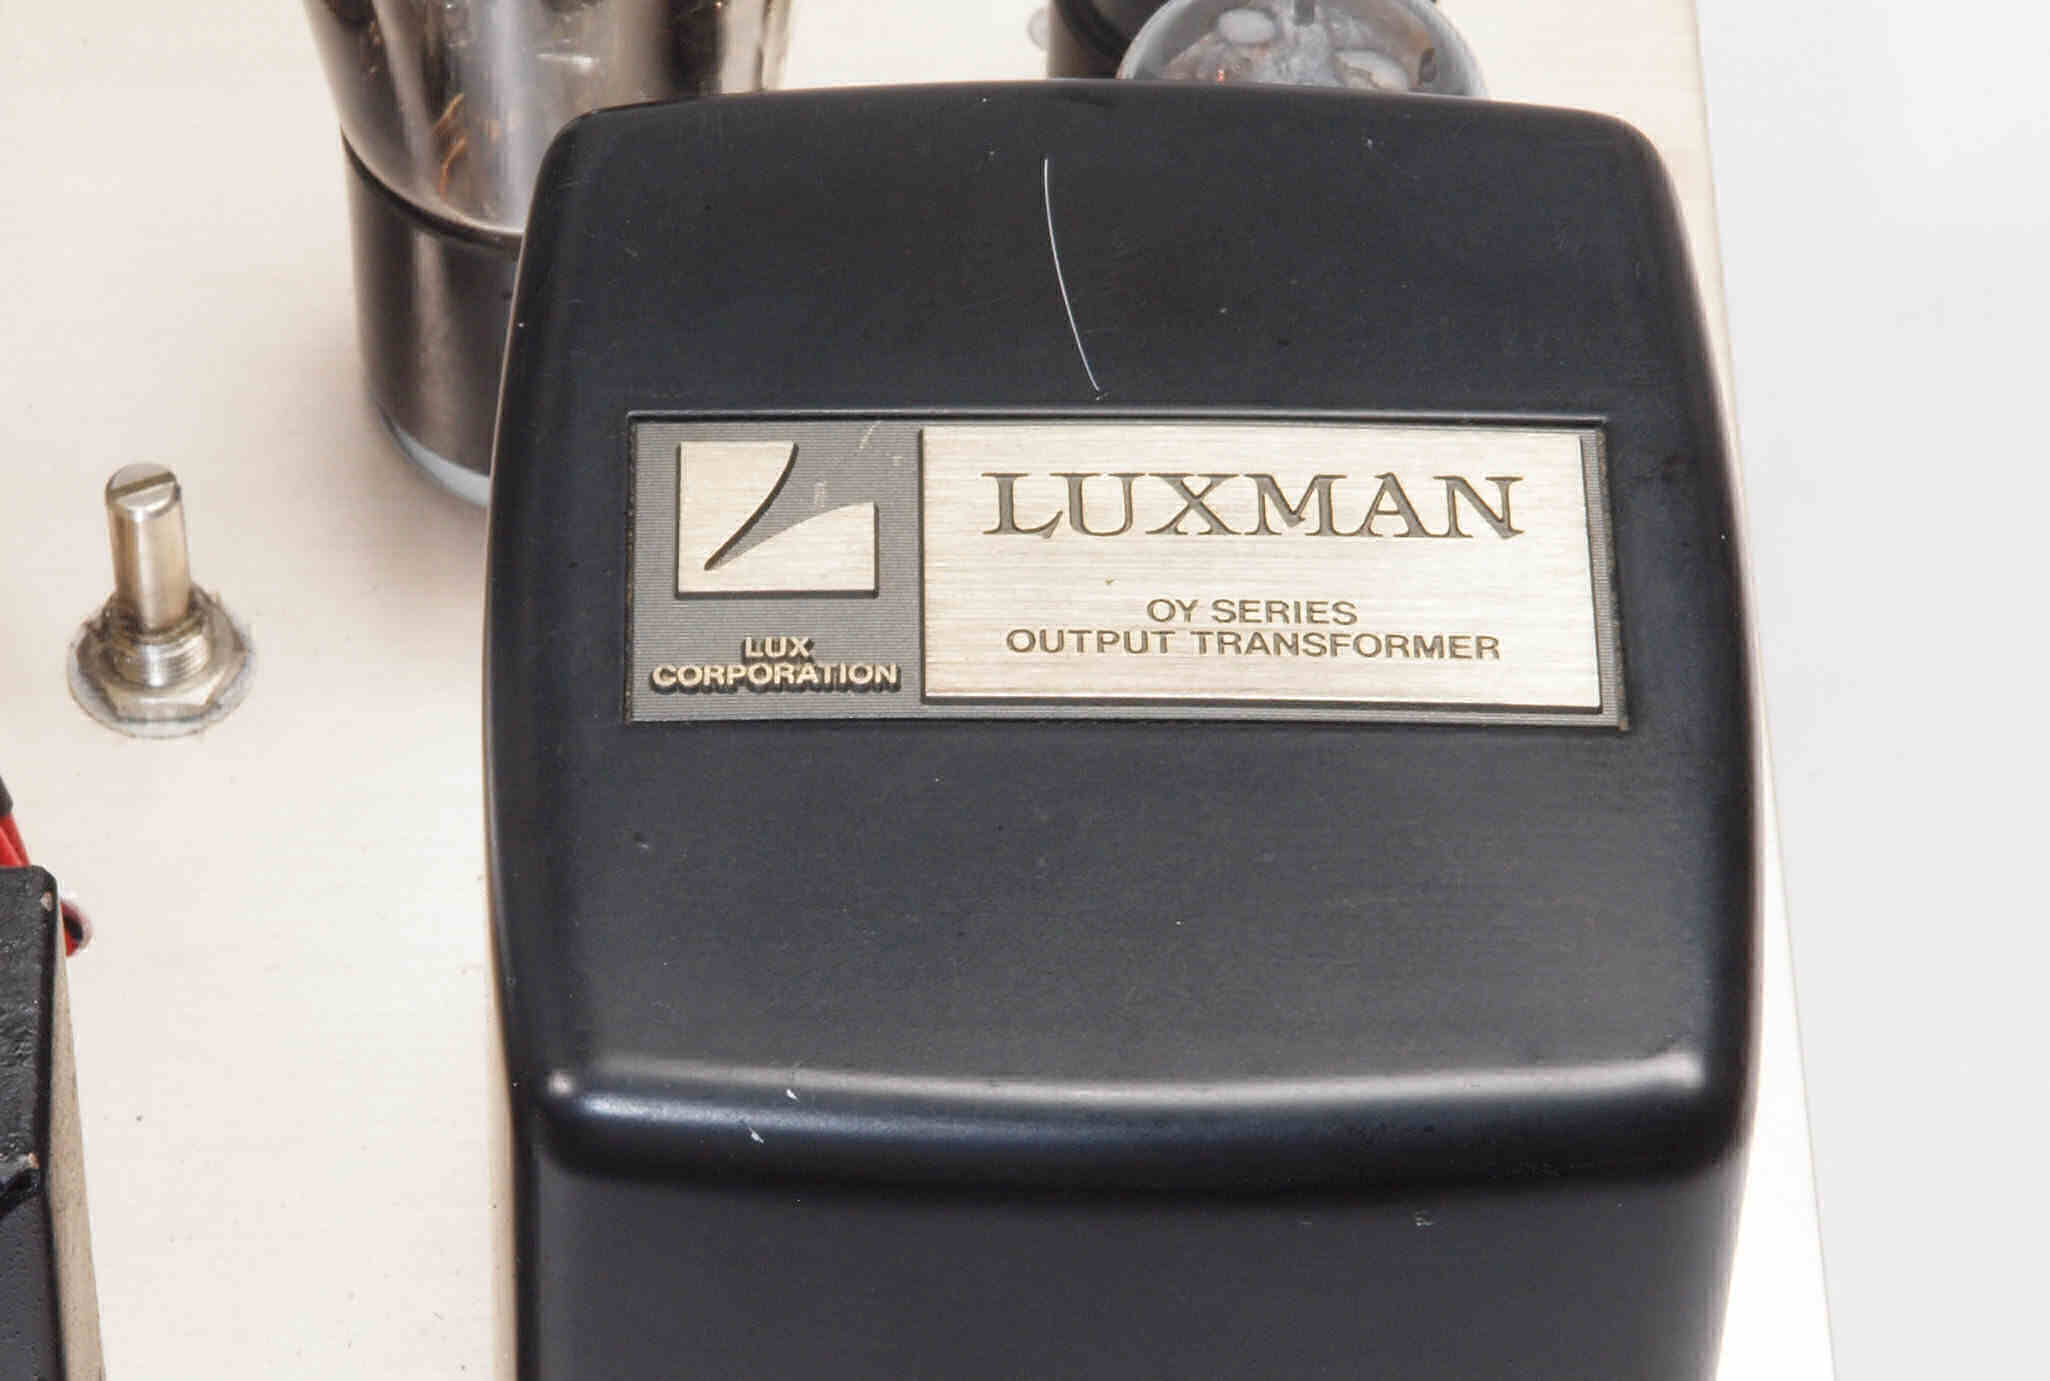 LUXMAN
OY SERIES
OUTPUT TRANSFORMER
LUX
CORPORATION